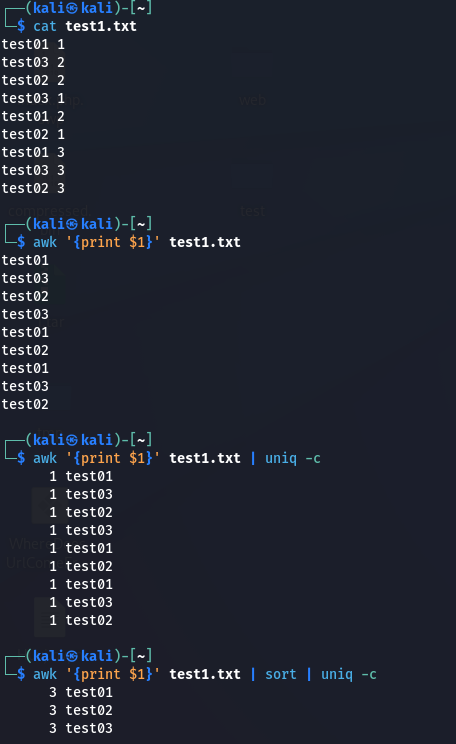 ┌──(kali㉿kali)-[~]
└─$ cat test1.txt
test01 1
test03 2
test02 2
test03 1
test01 2
test02 1
test01 3
test03 3
test02 3
┌──(kali㉿kali)-[~]
└─$ awk '{print $1}' test1.txt
test01
test03
test02
test03
test01
test02
test01
test03
test02
┌──(kali㉿kali)-[~]
└─$ awk '{print $1}' test1.txt | uniq -c
      1 test01
      1 test03
      1 test02
      1 test03
      1 test01
      1 test02
      1 test01
      1 test03
      1 test02
┌──(kali㉿kali)-[~]
└─$ awk '{print $1}' test1.txt | sort | uniq -c
      3 test01
      3 test02
      3 test03